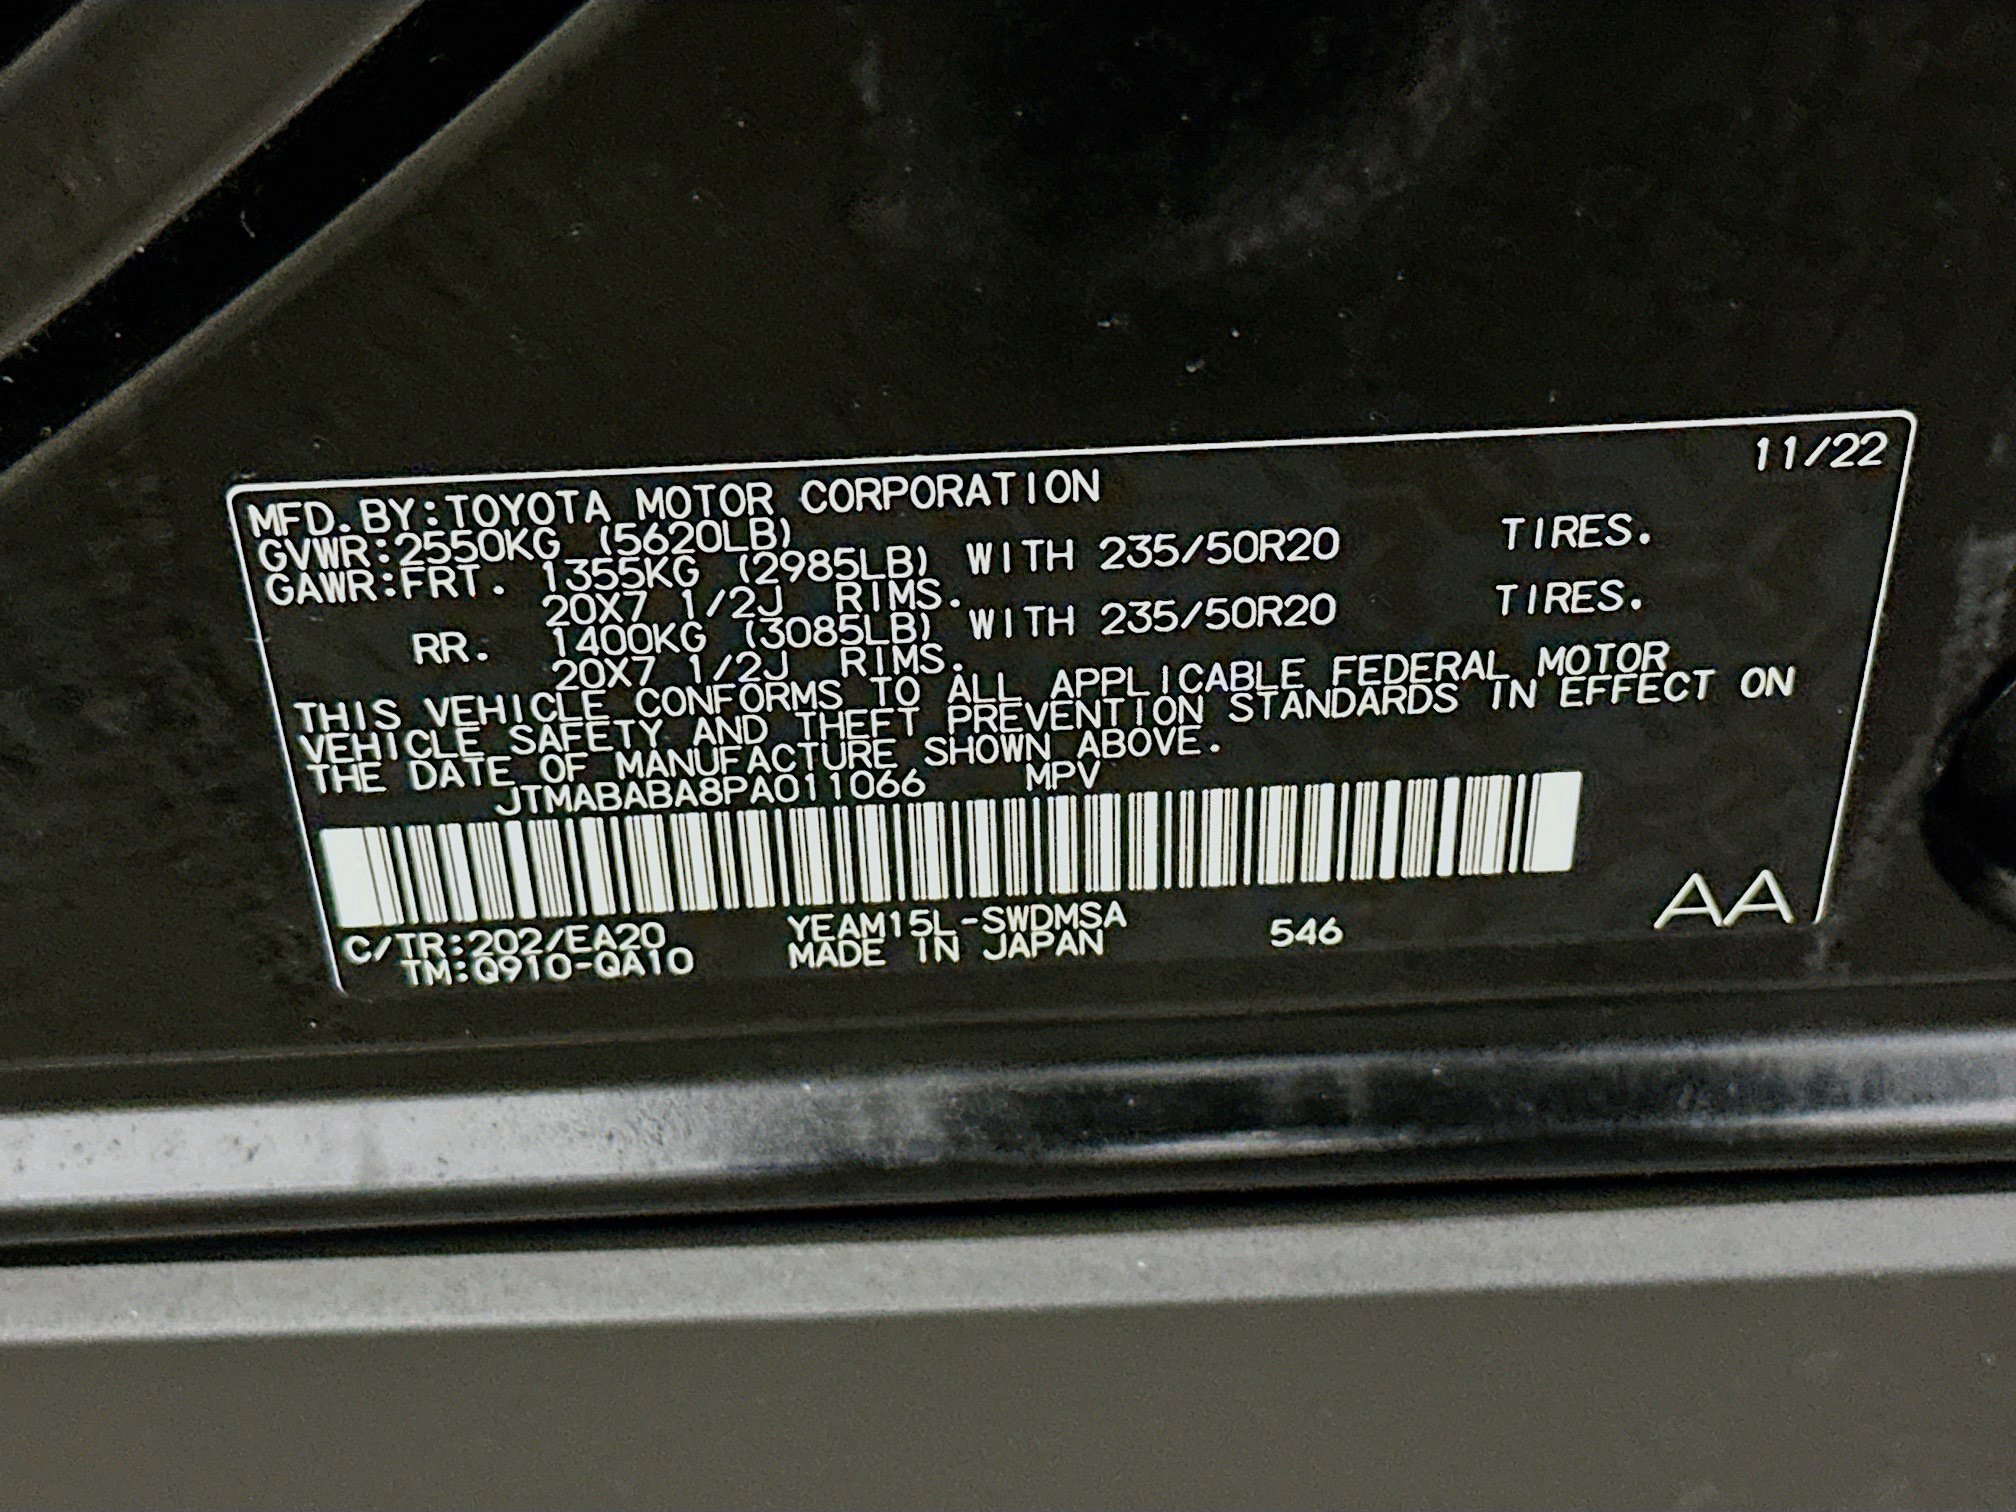 11/22
MFD.BY:TOYOTA MOTOR CORPORATION
GVWR:2550KG (5620LB)
GAWR:FRT. 1355KG (2985LB) WITH 235/50R20 TIRES.
20X7 1/2J RIMS.
RR. 1400KG (3085LB) WITH 235/50R20 TIRES.
20X7 1/2J RIMS.
THIS VEHICLE CONFORMS TO ALL APPLICABLE FEDERAL MOTOR
VEHICLE SAFETY AND THEFT PREVENTION STANDARDS IN EFFECT ON
THE DATE OF MANUFACTURE SHOWN ABOVE.
JTMABABA8PA011066 MPV
C/TR:202/EA20 YEAM15L-SWDMSA 546 AA
TM:Q910-QA10 MADE IN JAPAN